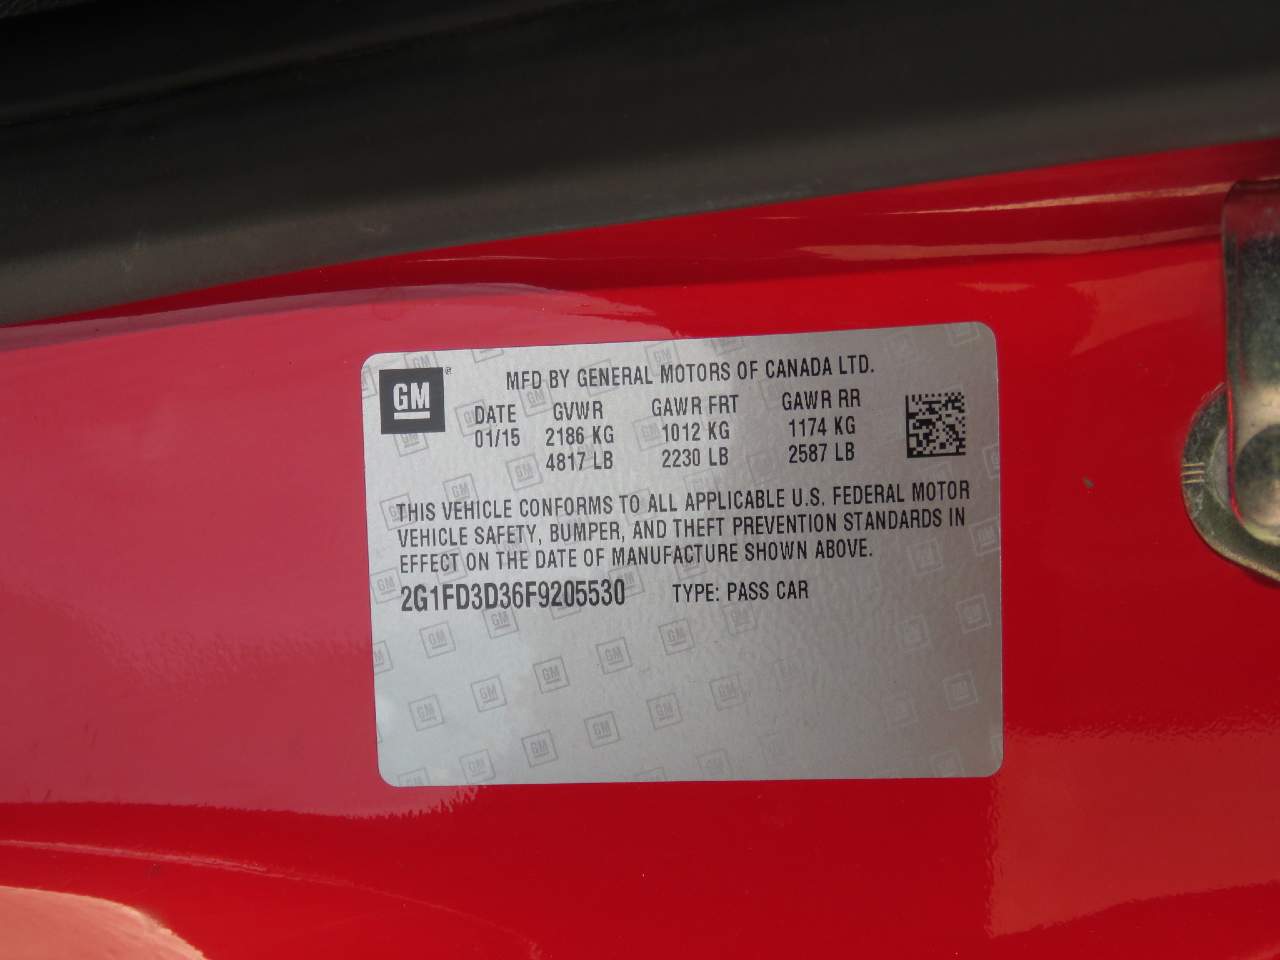 GM
MFD BY GENERAL MOTORS OF CANADA LTD.
DATE GVWR GAWR FRT GAWR RR
01/15 2186 KG 1012 KG 1174 KG
4817 LB 2230 LB 2587 LB
THIS VEHICLE CONFORMS TO ALL APPLICABLE U.S. FEDERAL MOTOR
VEHICLE SAFETY, BUMPER, AND THEFT PREVENTION STANDARDS IN
EFFECT ON THE DATE OF MANUFACTURE SHOWN ABOVE.
2G1FD3D36F9205530 TYPE: PASS CAR